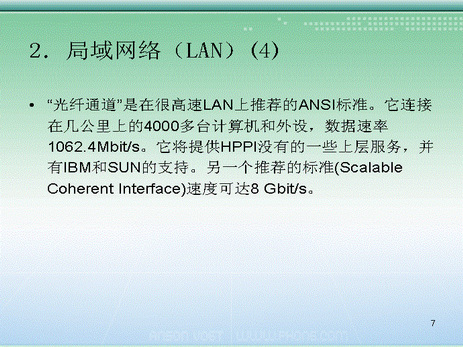 2. 局域网络（LAN）(4)
• “光纤通道”是在很高速LAN上推荐的ANSI标准。它连接
在几公里上的4000多台计算机和外设，数据速率
1062.4Mbit/s。它将提供HPPI没有的一些上层服务，并
有IBM和SUN的支持。另一个推荐的标准(Scalable
Coherent Interface)速度可达8 Gbit/s。
7